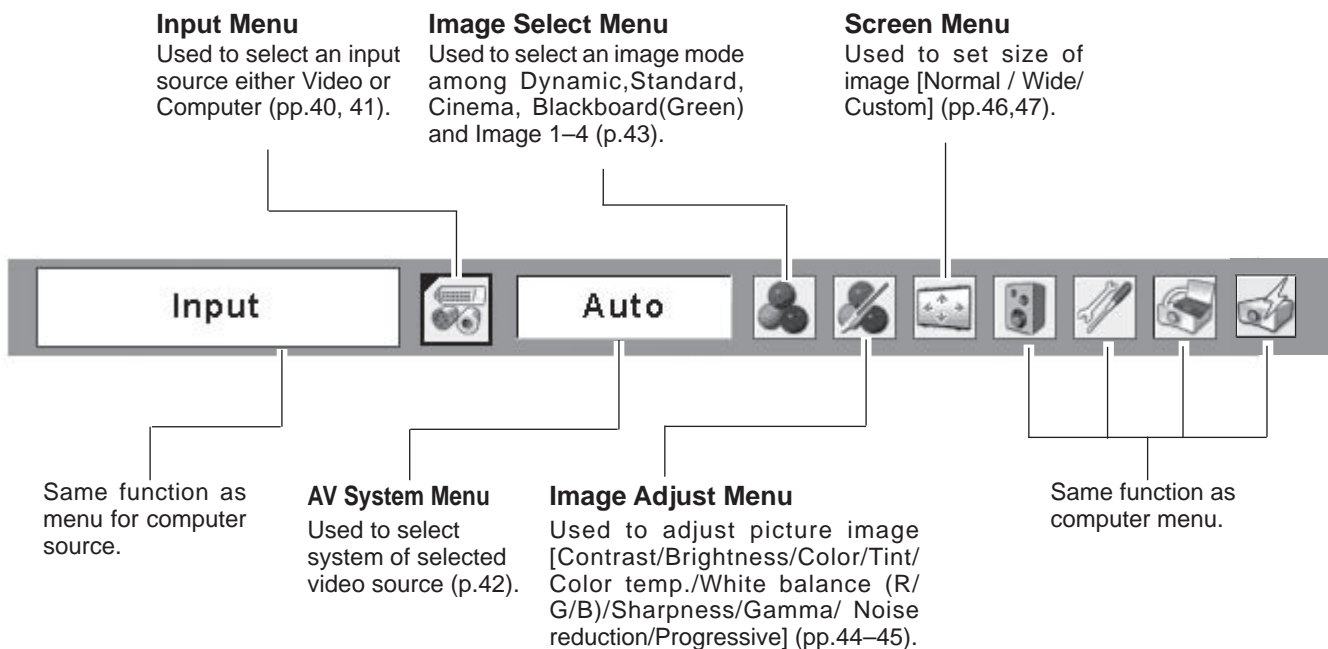 Input Menu
Used to select an input
source either Video or
Computer (pp.40, 41).
Image Select Menu
Used to select an image mode
among Dynamic,Standard,
Cinema, Blackboard(Green)
and Image 1–4 (p.43).
Screen Menu
Used to set size of
image [Normal / Wide/
Custom] (pp.46,47).
Input
Auto
Same function as
menu for computer
source.
AV System Menu
Used to select
system of selected
video source (p.42).
Image Adjust Menu
Used to adjust picture image
[Contrast/Brightness/Color/Tint/
Color temp./White balance (R/
G/B)/Sharpness/Gamma/ Noise
reduction/Progressive] (pp.44–45).
Same function as
computer menu.